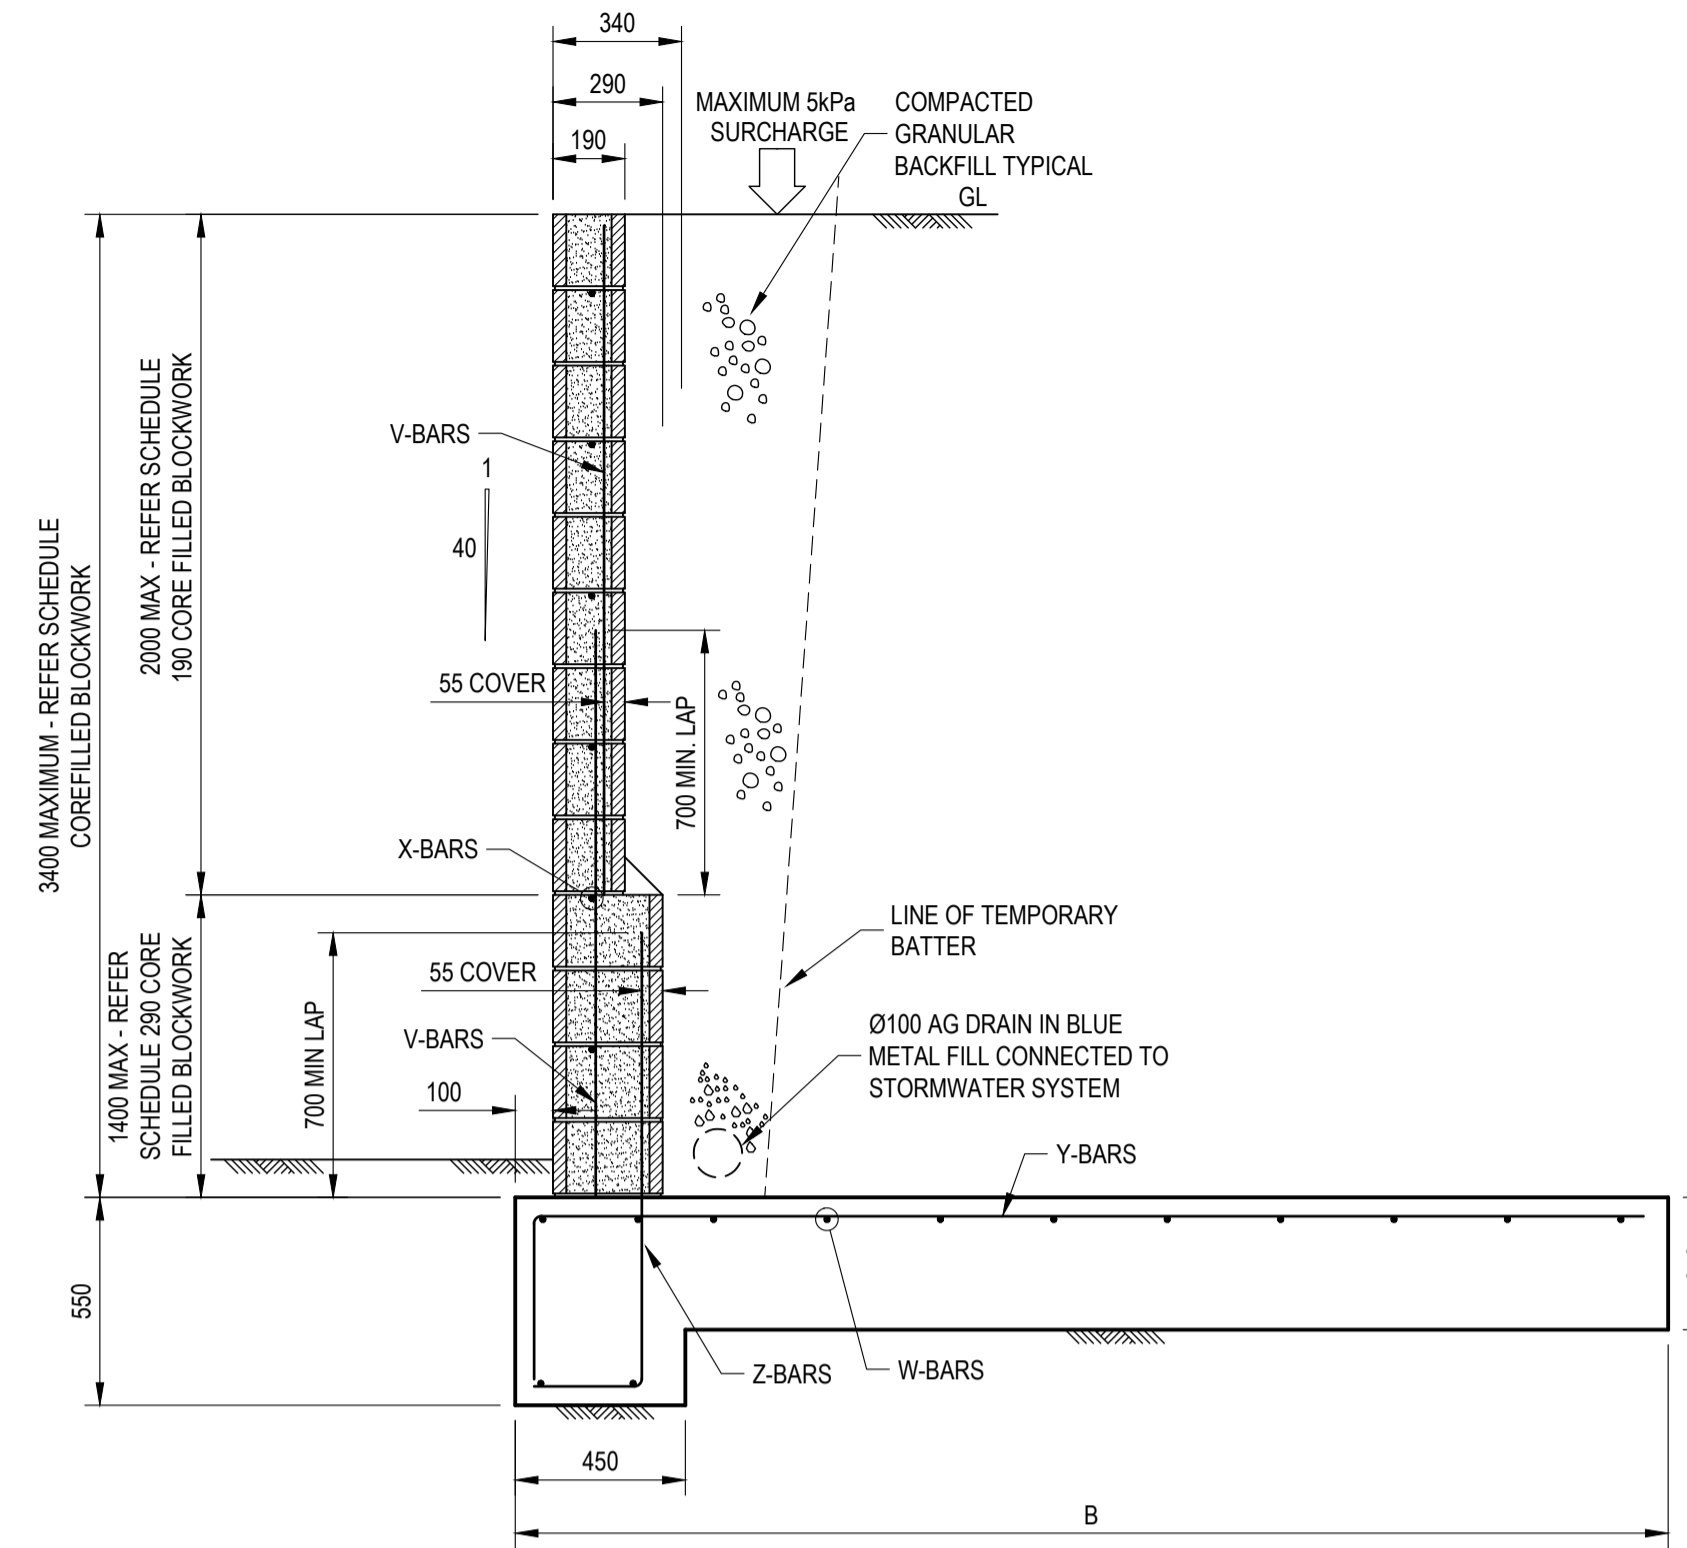 340
290
190
MAXIMUM 5kPa
SURCHARGE
COMPACTED
GRANULAR
BACKFILL TYPICAL
GL
3400 MAXIMUM - REFER SCHEDULE
COREFILLED BLOCKWORK
2000 MAX - REFER SCHEDULE
190 CORE FILLED BLOCKWORK
V-BARS
1
40
55 COVER
700 MIN. LAP
X-BARS
1400 MAX - REFER
SCHEDULE 290 CORE
FILLED BLOCKWORK
700 MIN LAP
55 COVER
V-BARS
100
LINE OF TEMPORARY
BATTER
Ø100 AG DRAIN IN BLUE
METAL FILL CONNECTED TO
STORMWATER SYSTEM
Y-BARS
550
Z-BARS
W-BARS
450
B